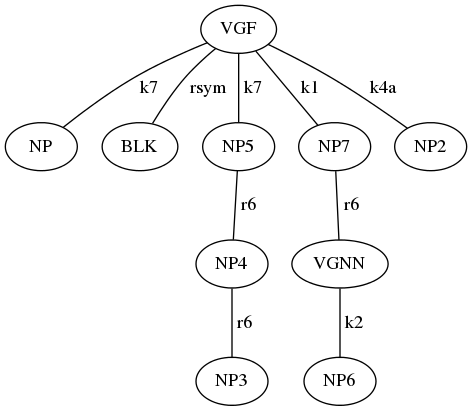 VGF
k7 rsym k7 k1 k4a
NP BLK NP5 NP7 NP2
r6 r6
NP4 VGNN
r6 k2
NP3 NP6